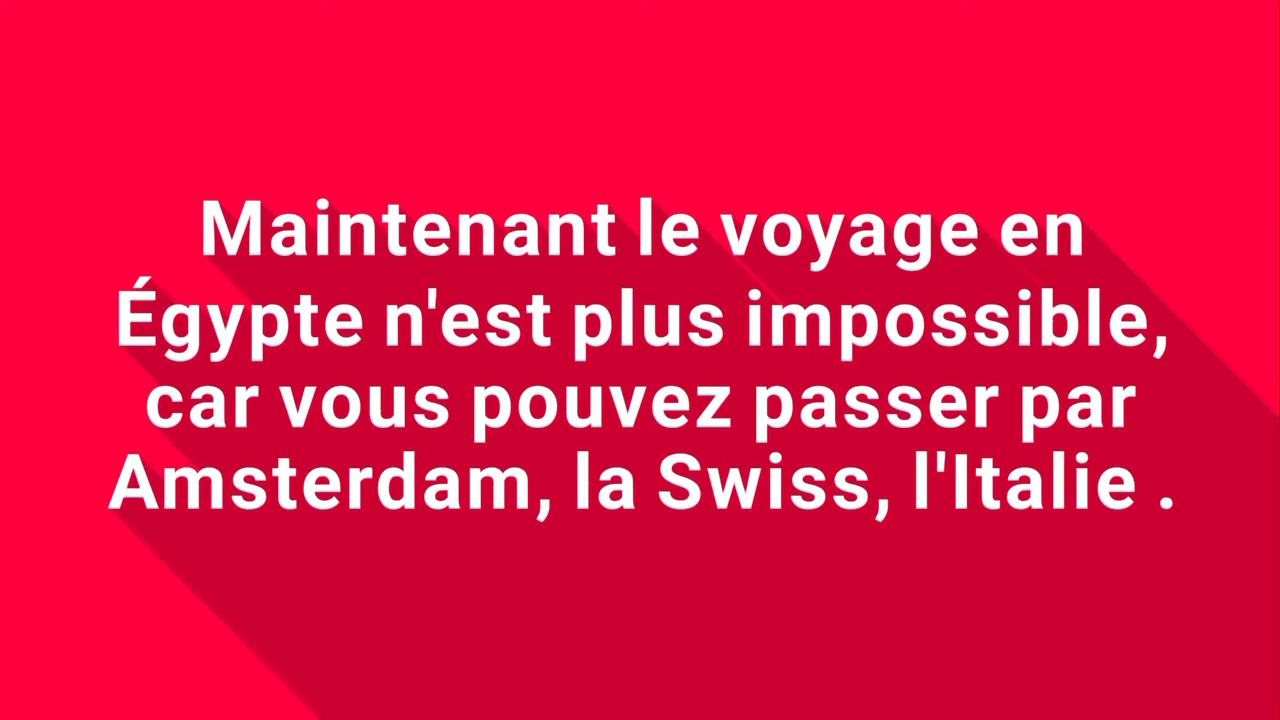 Maintenant le voyage en
Égypte n'est plus impossible,
car vous pouvez passer par
Amsterdam, la Swiss, l'Italie .